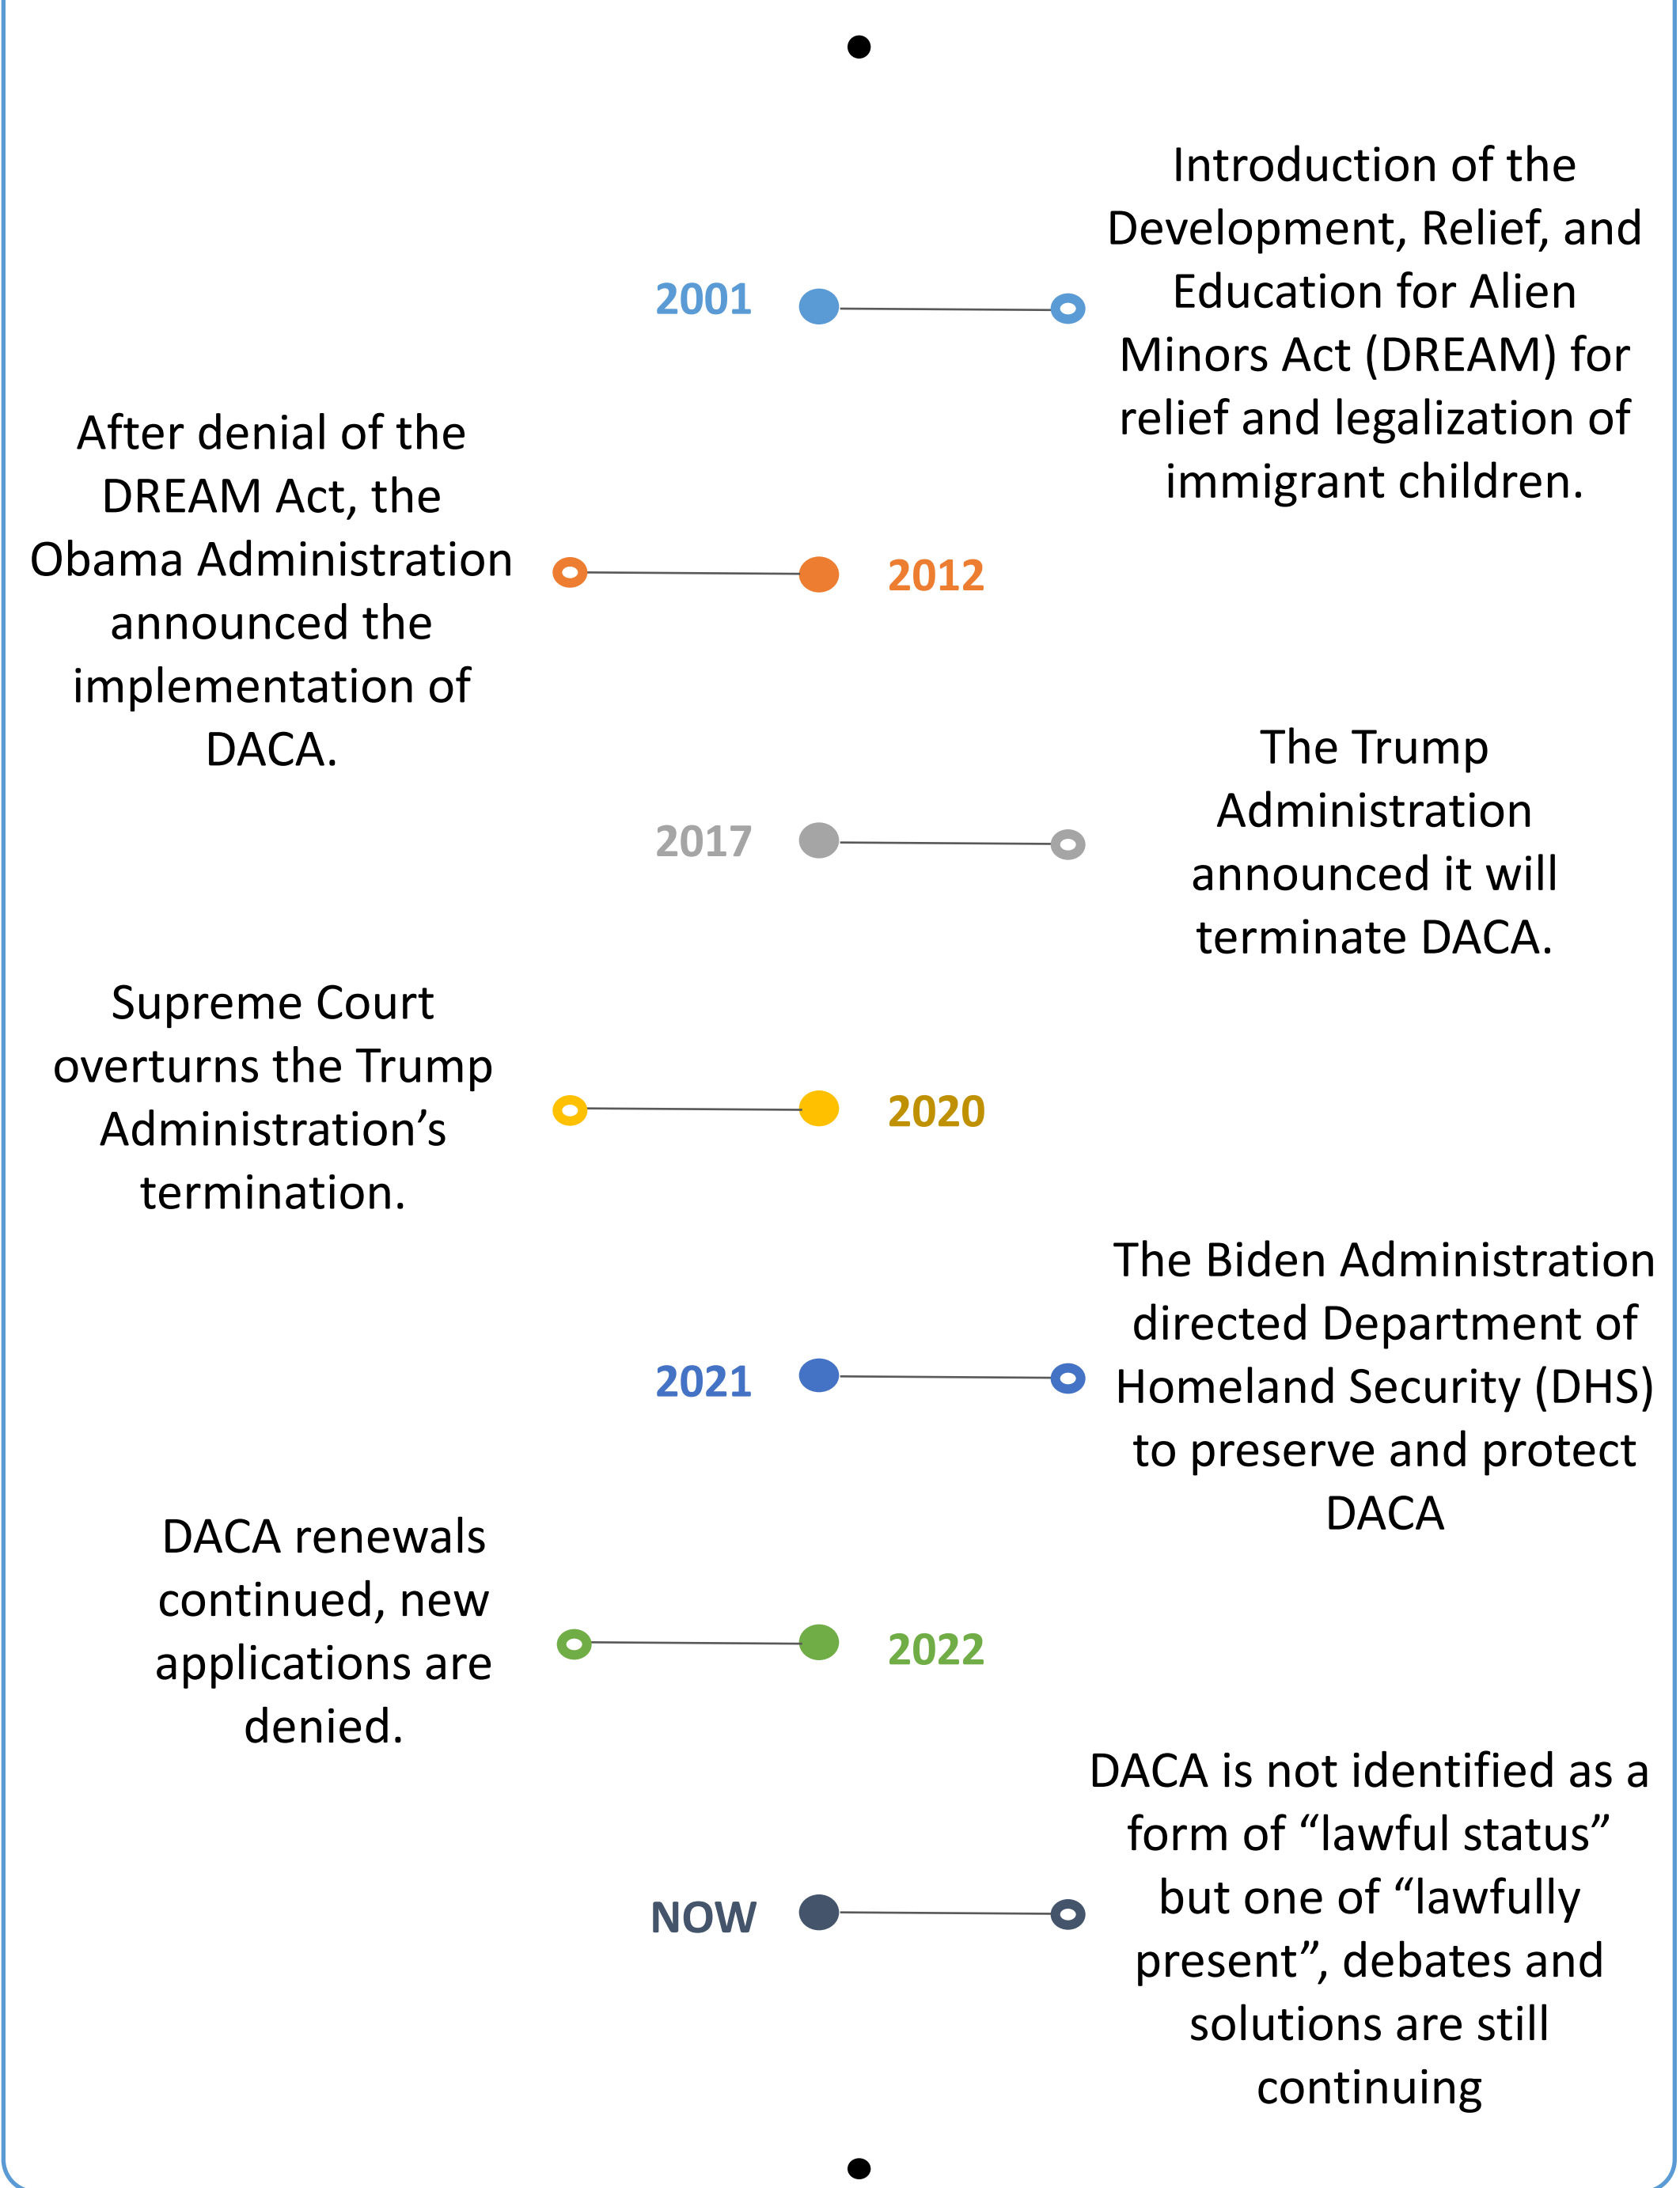 2001
Introduction of the
Development, Relief, and
Education for Alien
Minors Act (DREAM) for
relief and legalization of
immigrant children.
After denial of the
DREAM Act, the
Obama Administration
announced the
implementation of
DACA.
2012
2017
The Trump
Administration
announced it will
terminate DACA.
Supreme Court
overturns the Trump
Administration’s
termination.
2020
2021
The Biden Administration
directed Department of
Homeland Security (DHS)
to preserve and protect
DACA
DACA renewals
continued, new
applications are
denied.
2022
NOW
DACA is not identified as a
form of “lawful status”
but one of “lawfully
present”, debates and
solutions are still
continuing